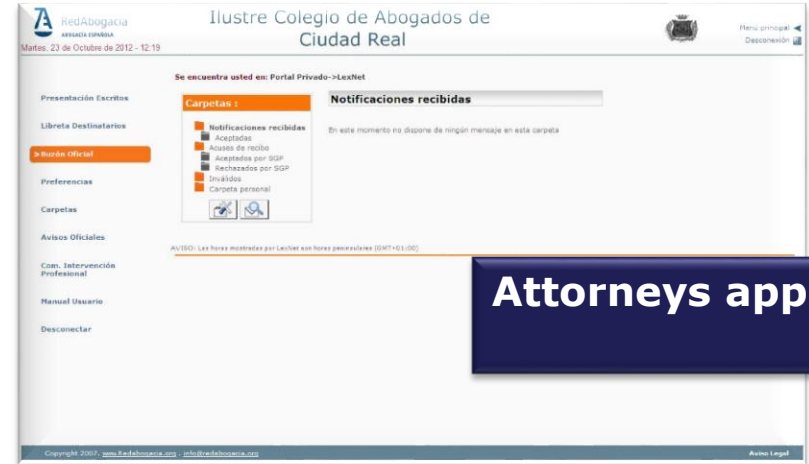 RedAbogacia
ABOGACÍA ESPAÑOLA
Martes, 23 de Octubre de 2012 - 12:19
Ilustre Colegio de Abogados de
Ciudad Real
Menú principal
Desconexión
Se encuentra usted en: Portal Privado->LexNet
Presentación Escritos
Libreta Destinatarios
> Buzón Oficial
Preferencias
Carpetas
Avisos Oficiales
Com. Intervención
Profesional
Manual Usuario
Desconectar
Carpetas :
Notificaciones recibidas
Aceptadas
Acuses de recibo
Aceptados por SGP
Rechazados por SGP
Inválidos
Carpeta personal
Notificaciones recibidas
En este momento no dispone de ningún mensaje en esta carpeta
AVISO: Las horas mostradas por LexNet son horas peninsulares (GMT+01:00)
Attorneys app
Copyright 2007, www.Redabogacia.org - info@redabogacia.org
Aviso Legal